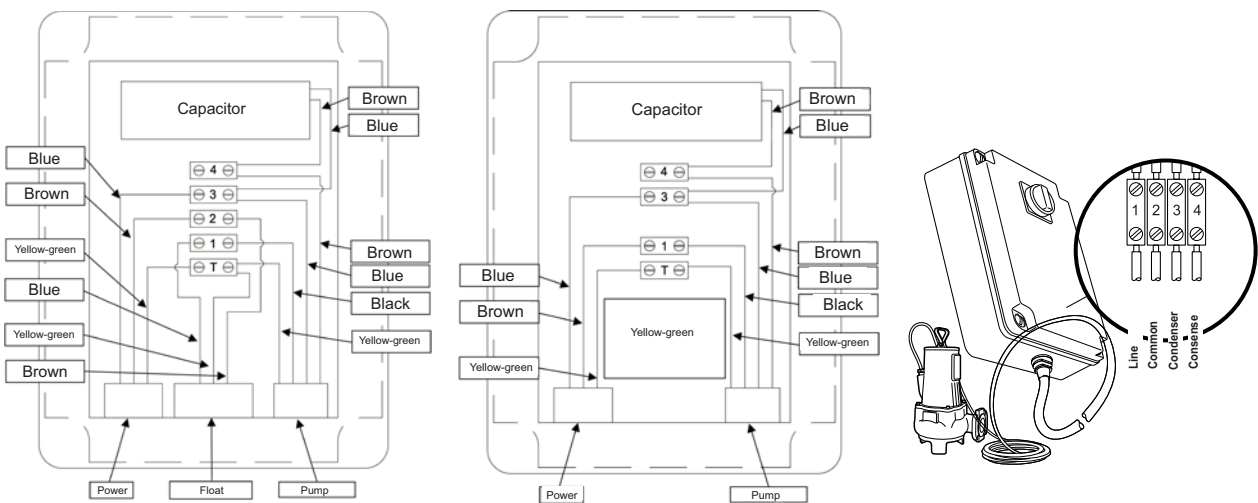 Capacitor
Brown
Blue
Blue
Brown
Yellow-green
Blue
Yellow-green
Brown
4
3
2
1
T
Brown
Blue
Black
Yellow-green
Power
Float
Pump
Capacitor
Brown
Blue
4
3
1
T
Blue
Brown
Yellow-green
Yellow-green
Brown
Blue
Black
Yellow-green
Power
Pump
1 2 3 4
Line
Common
Condenser
Consense